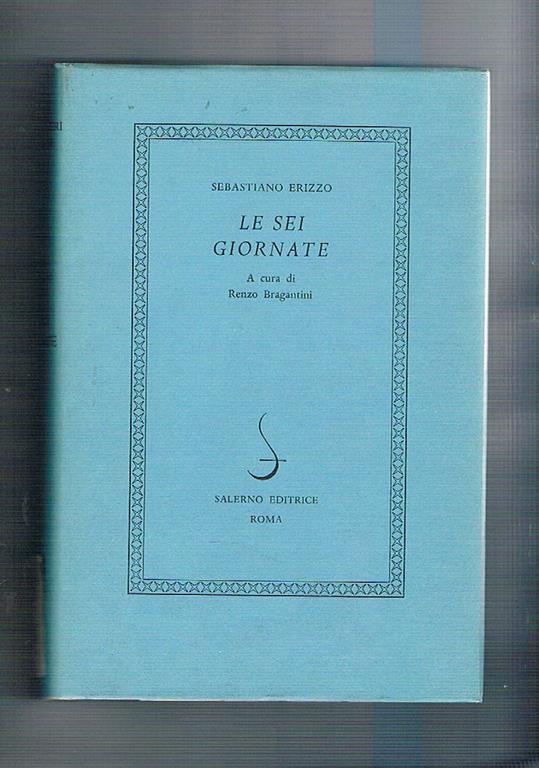 SEBASTIANO ERIZZO
LE SEI
GIORNATE
A cura di
Renzo Bragantini
SALERNO EDITRICE
ROMA